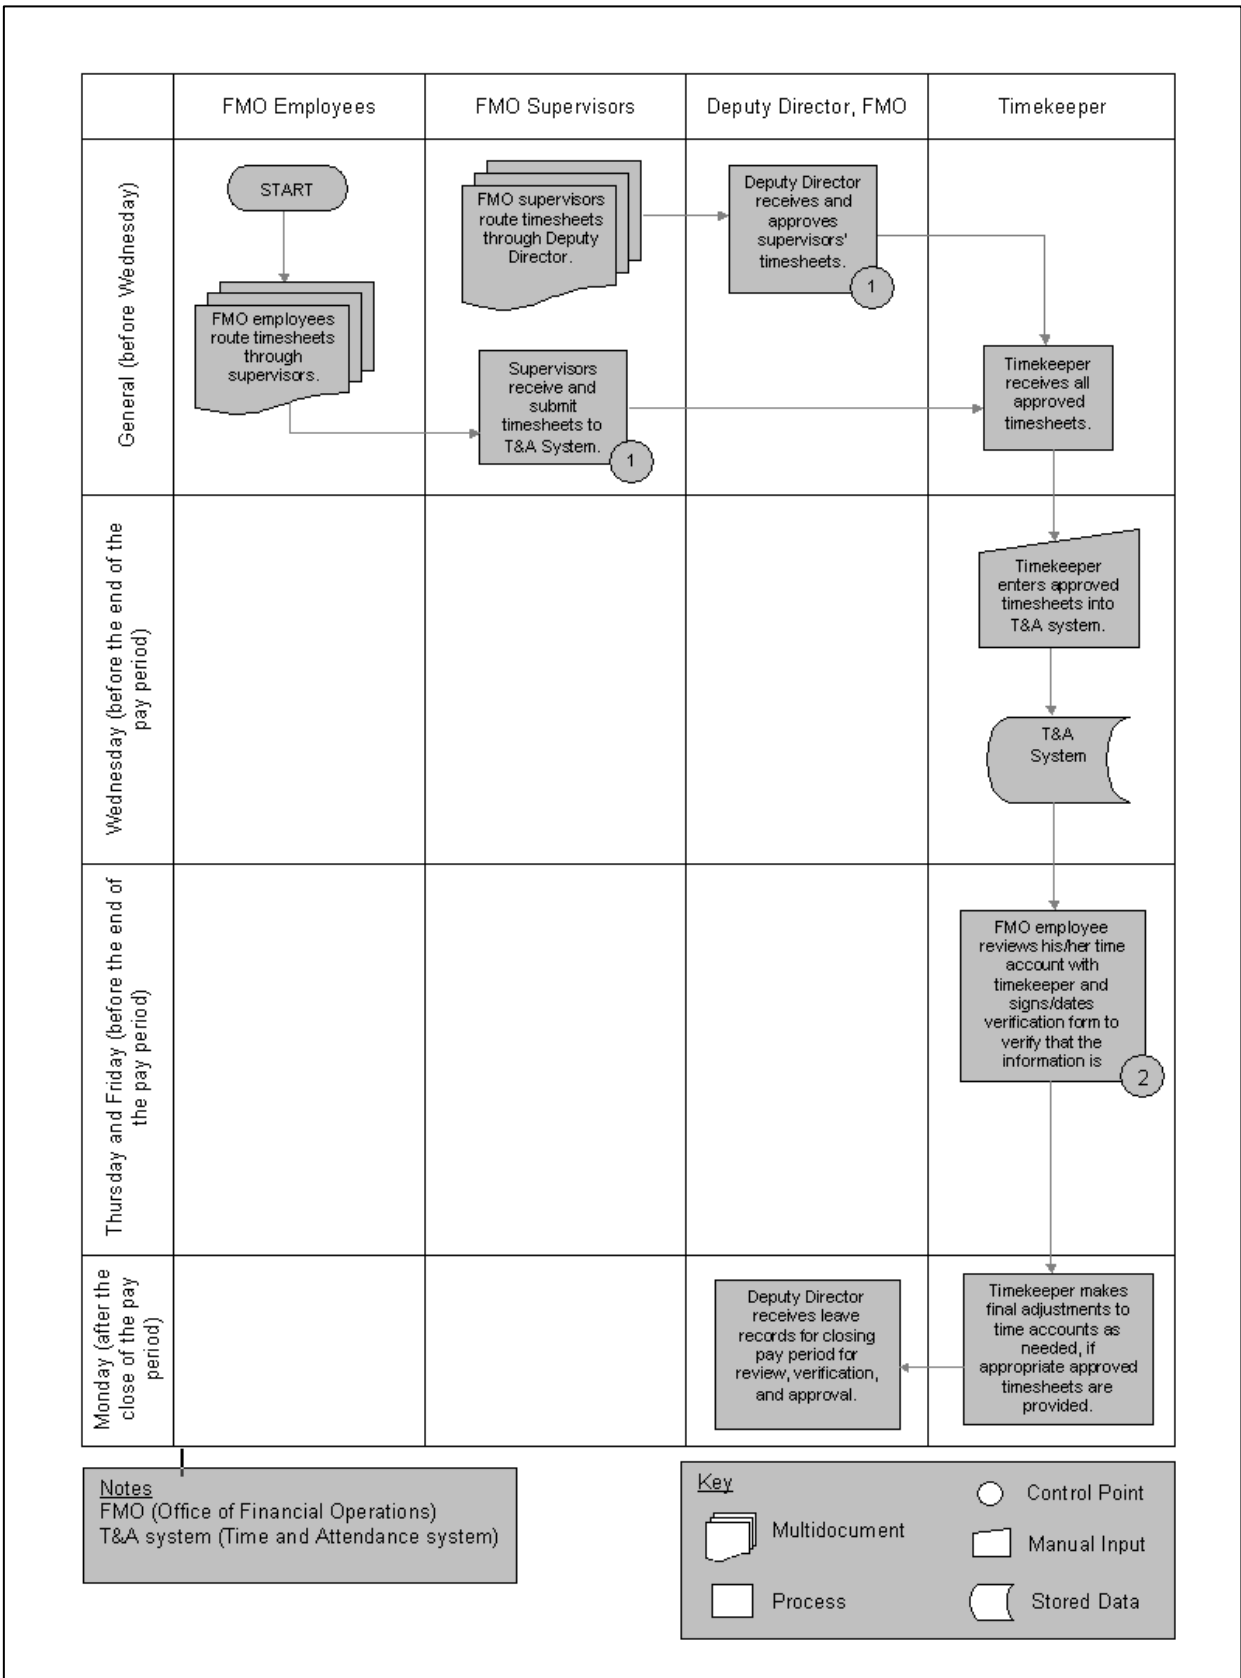 FMO Employees
FMO Supervisors
Deputy Director, FMO
Timekeeper
General (before Wednesday)
START
FMO employees
route timesheets
through
supervisors.
FMO supervisors
route timesheets
through Deputy
Director.
Supervisors
receive and
submit
timesheets to
T&A System.
1
Deputy Director
receives and
approves
supervisors'
timesheets.
1
Timekeeper
receives all
approved
timesheets.
Wednesday (before the end of the
pay period)
Timekeeper
enters approved
timesheets into
T&A system.
T&A
System
Thursday and Friday (before the end of
the pay period)
FMO employee
reviews his/her time
account with
timekeeper and
signs/dates
verification form to
verify that the
information is
2
Monday (after the
close of the pay
period)
Deputy Director
receives leave
records for closing
pay period for
review, verification,
and approval.
Timekeeper makes
final adjustments to
time accounts as
needed, if
appropriate approved
timesheets are
provided.
Notes
FMO (Office of Financial Operations)
T&A system (Time and Attendance system)
Key
Multidocument
Process
Control Point
Manual Input
Stored Data